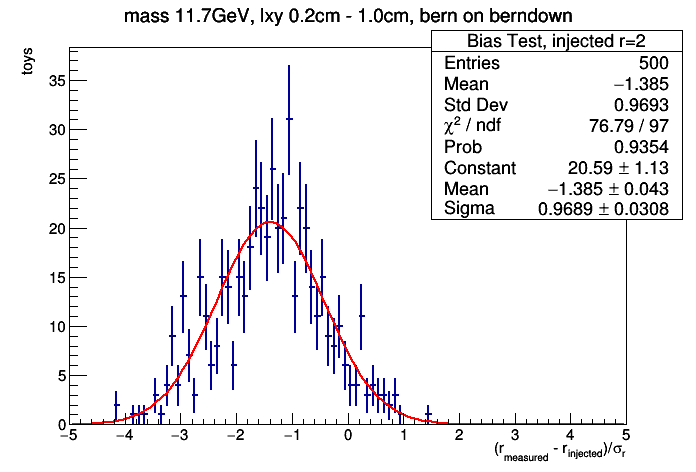 mass 11.7GeV, lxy 0.2cm - 1.0cm, bern on berndown
Bias Test, injected r=2
Entries 500
Mean −1.385
Std Dev 0.9693
χ² / ndf 76.79 / 97
Prob 0.9354
Constant 20.59 ± 1.13
Mean −1.385 ± 0.043
Sigma 0.9689 ± 0.0308
toys
35
30
25
20
15
10
5
0
−5 −4 −3 −2 −1 0 1 2 3 4 5
(r_measured - r_injected)/σ_r